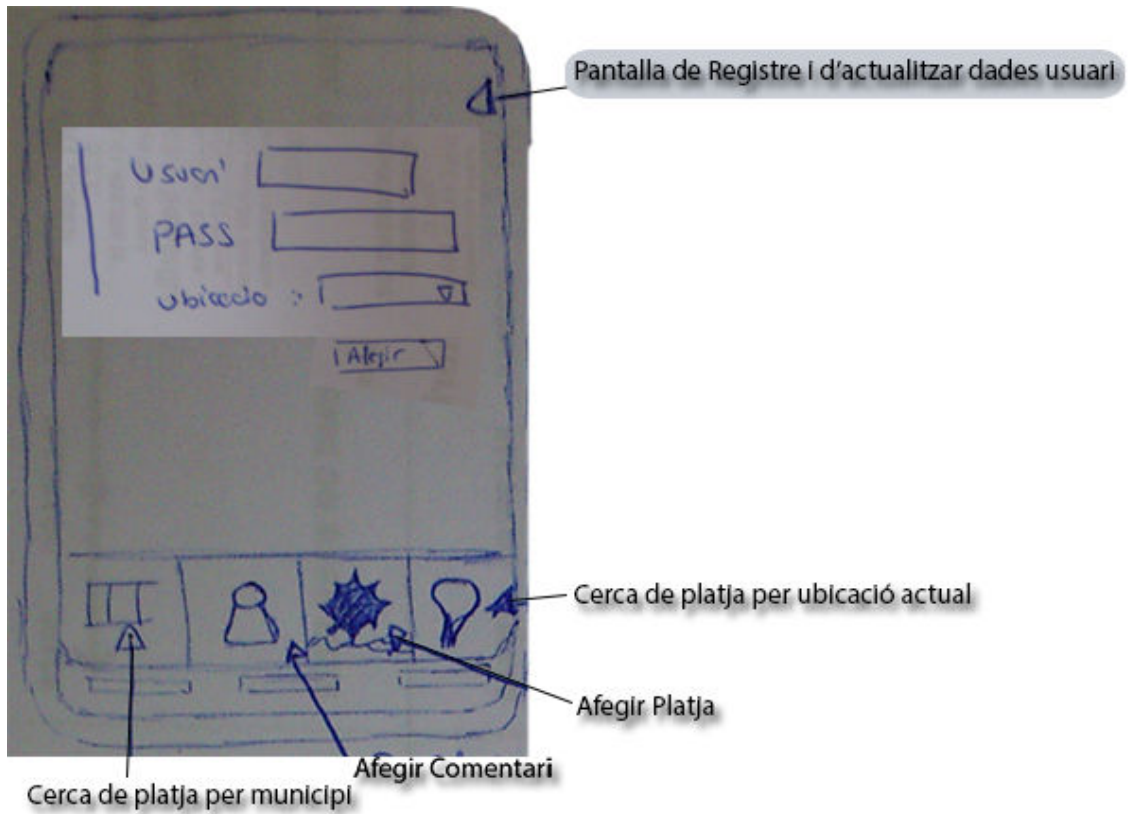 Pantalla de Registre i d'actualitzar dades usuari
Usuari
PASS
ubicacio :
Afegir
Cerca de platja per ubicació actual
Afegir Platja
Afegir Comentari
Cerca de platja per municipi